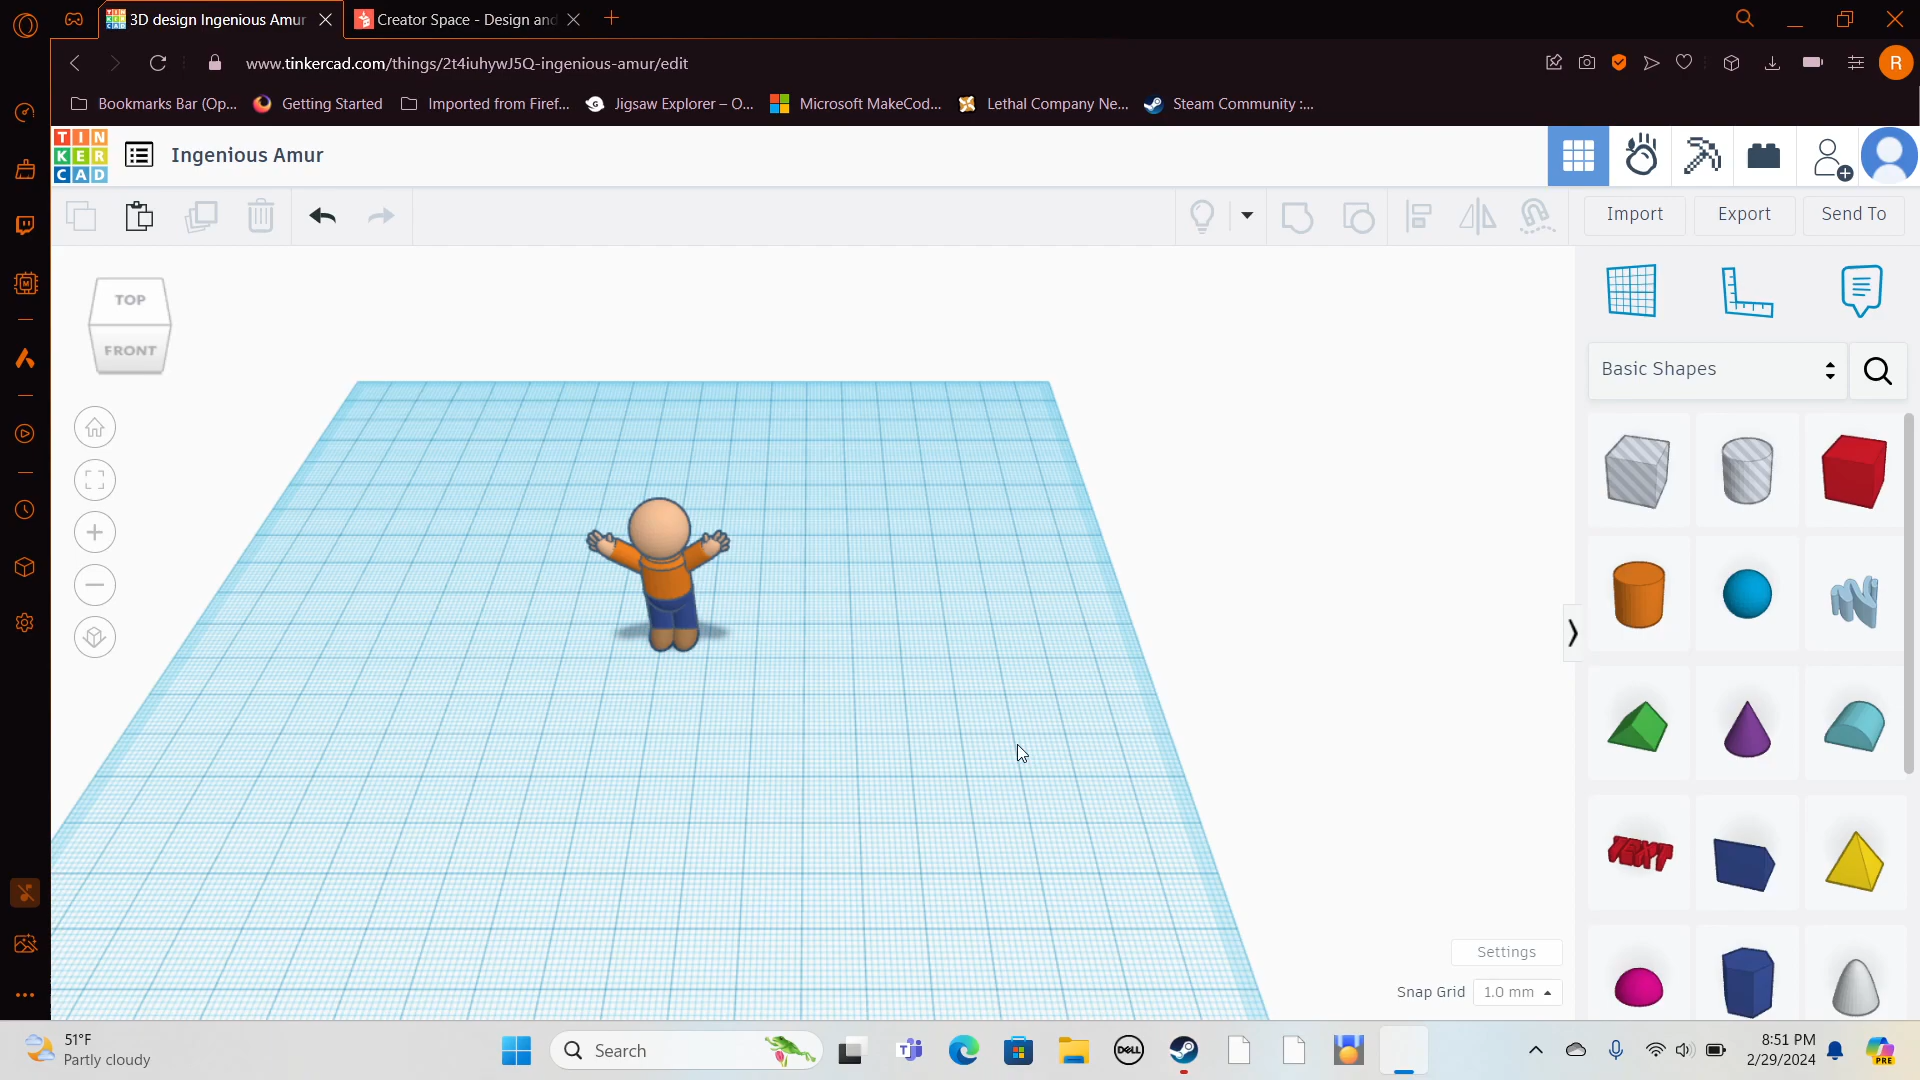 3D design Ingenious Amur
Creator Space - Design and
www.tinkercad.com/things/2t4iuhywJ5Q-ingenious-amur/edit
R
Bookmarks Bar (Op...
Getting Started
Imported from Firef...
Jigsaw Explorer – O...
Microsoft MakeCod...
Lethal Company Ne...
Steam Community :...
TIN
KER
CAD
Ingenious Amur
Import
Export
Send To
TOP
FRONT
Basic Shapes
TEXT
Settings
Snap Grid
1.0 mm
51°F
Partly cloudy
Search
DELL
8:51 PM
2/29/2024
PRE